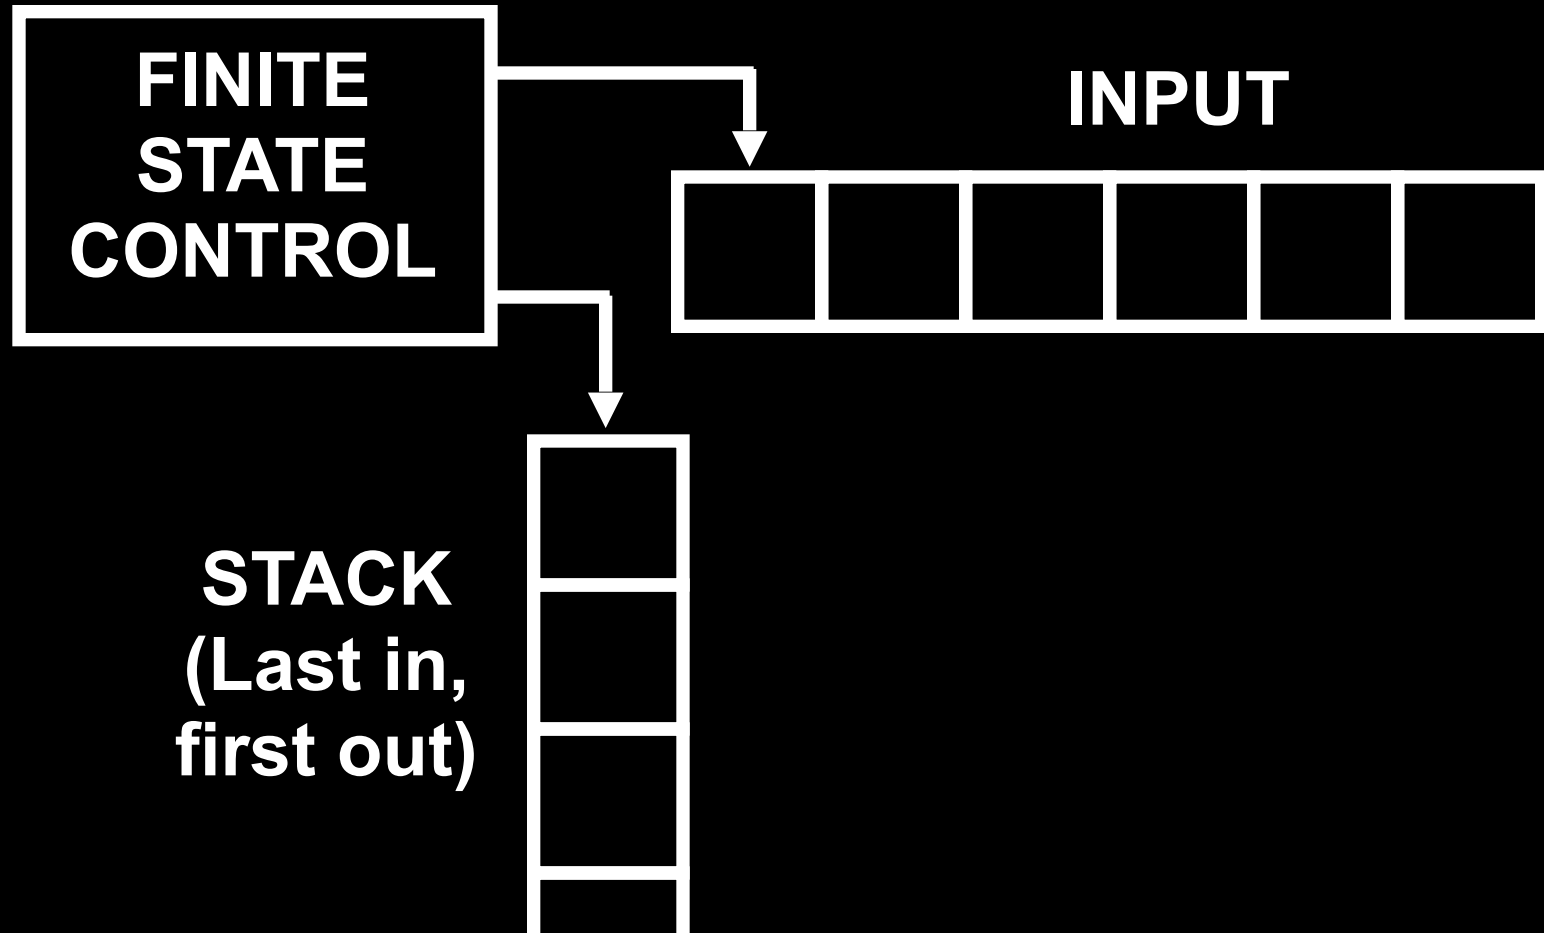 FINITE
STATE
CONTROL
INPUT
STACK
(Last in,
first out)